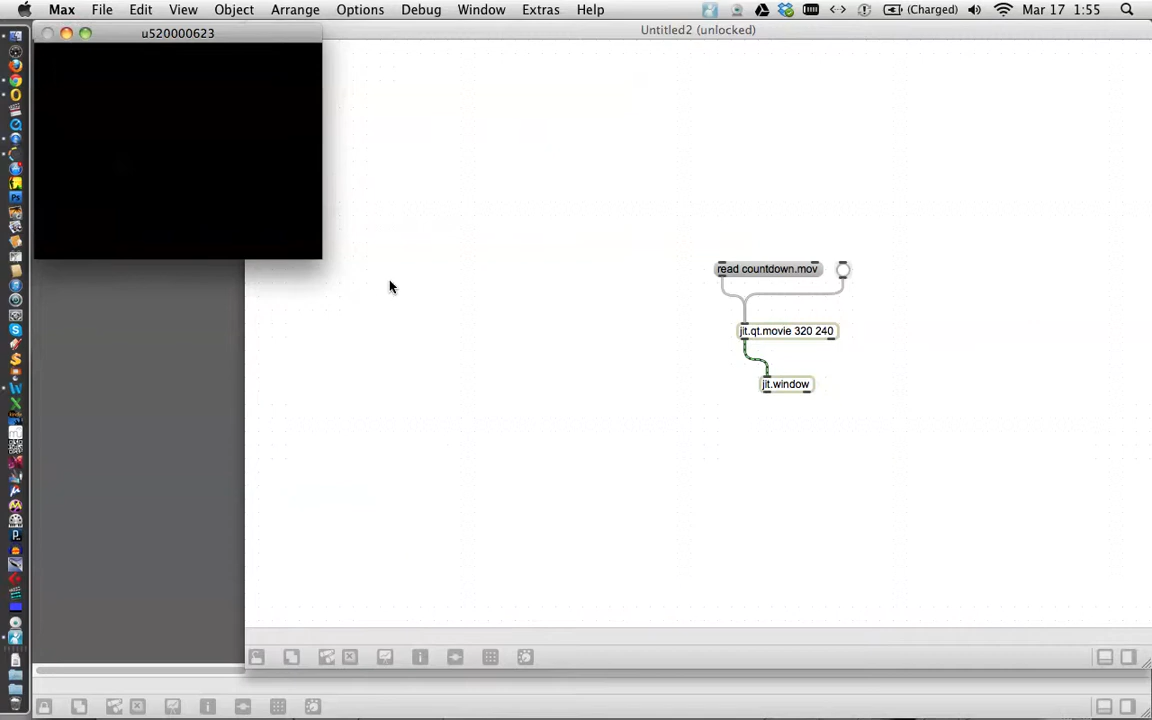 Max File Edit View Object Arrange Options Debug Window Extras Help (Charged) Mar 17 1:55
u520000623
Untitled2 (unlocked)
read countdown.mov
jit.qt.movie 320 240
jit.window